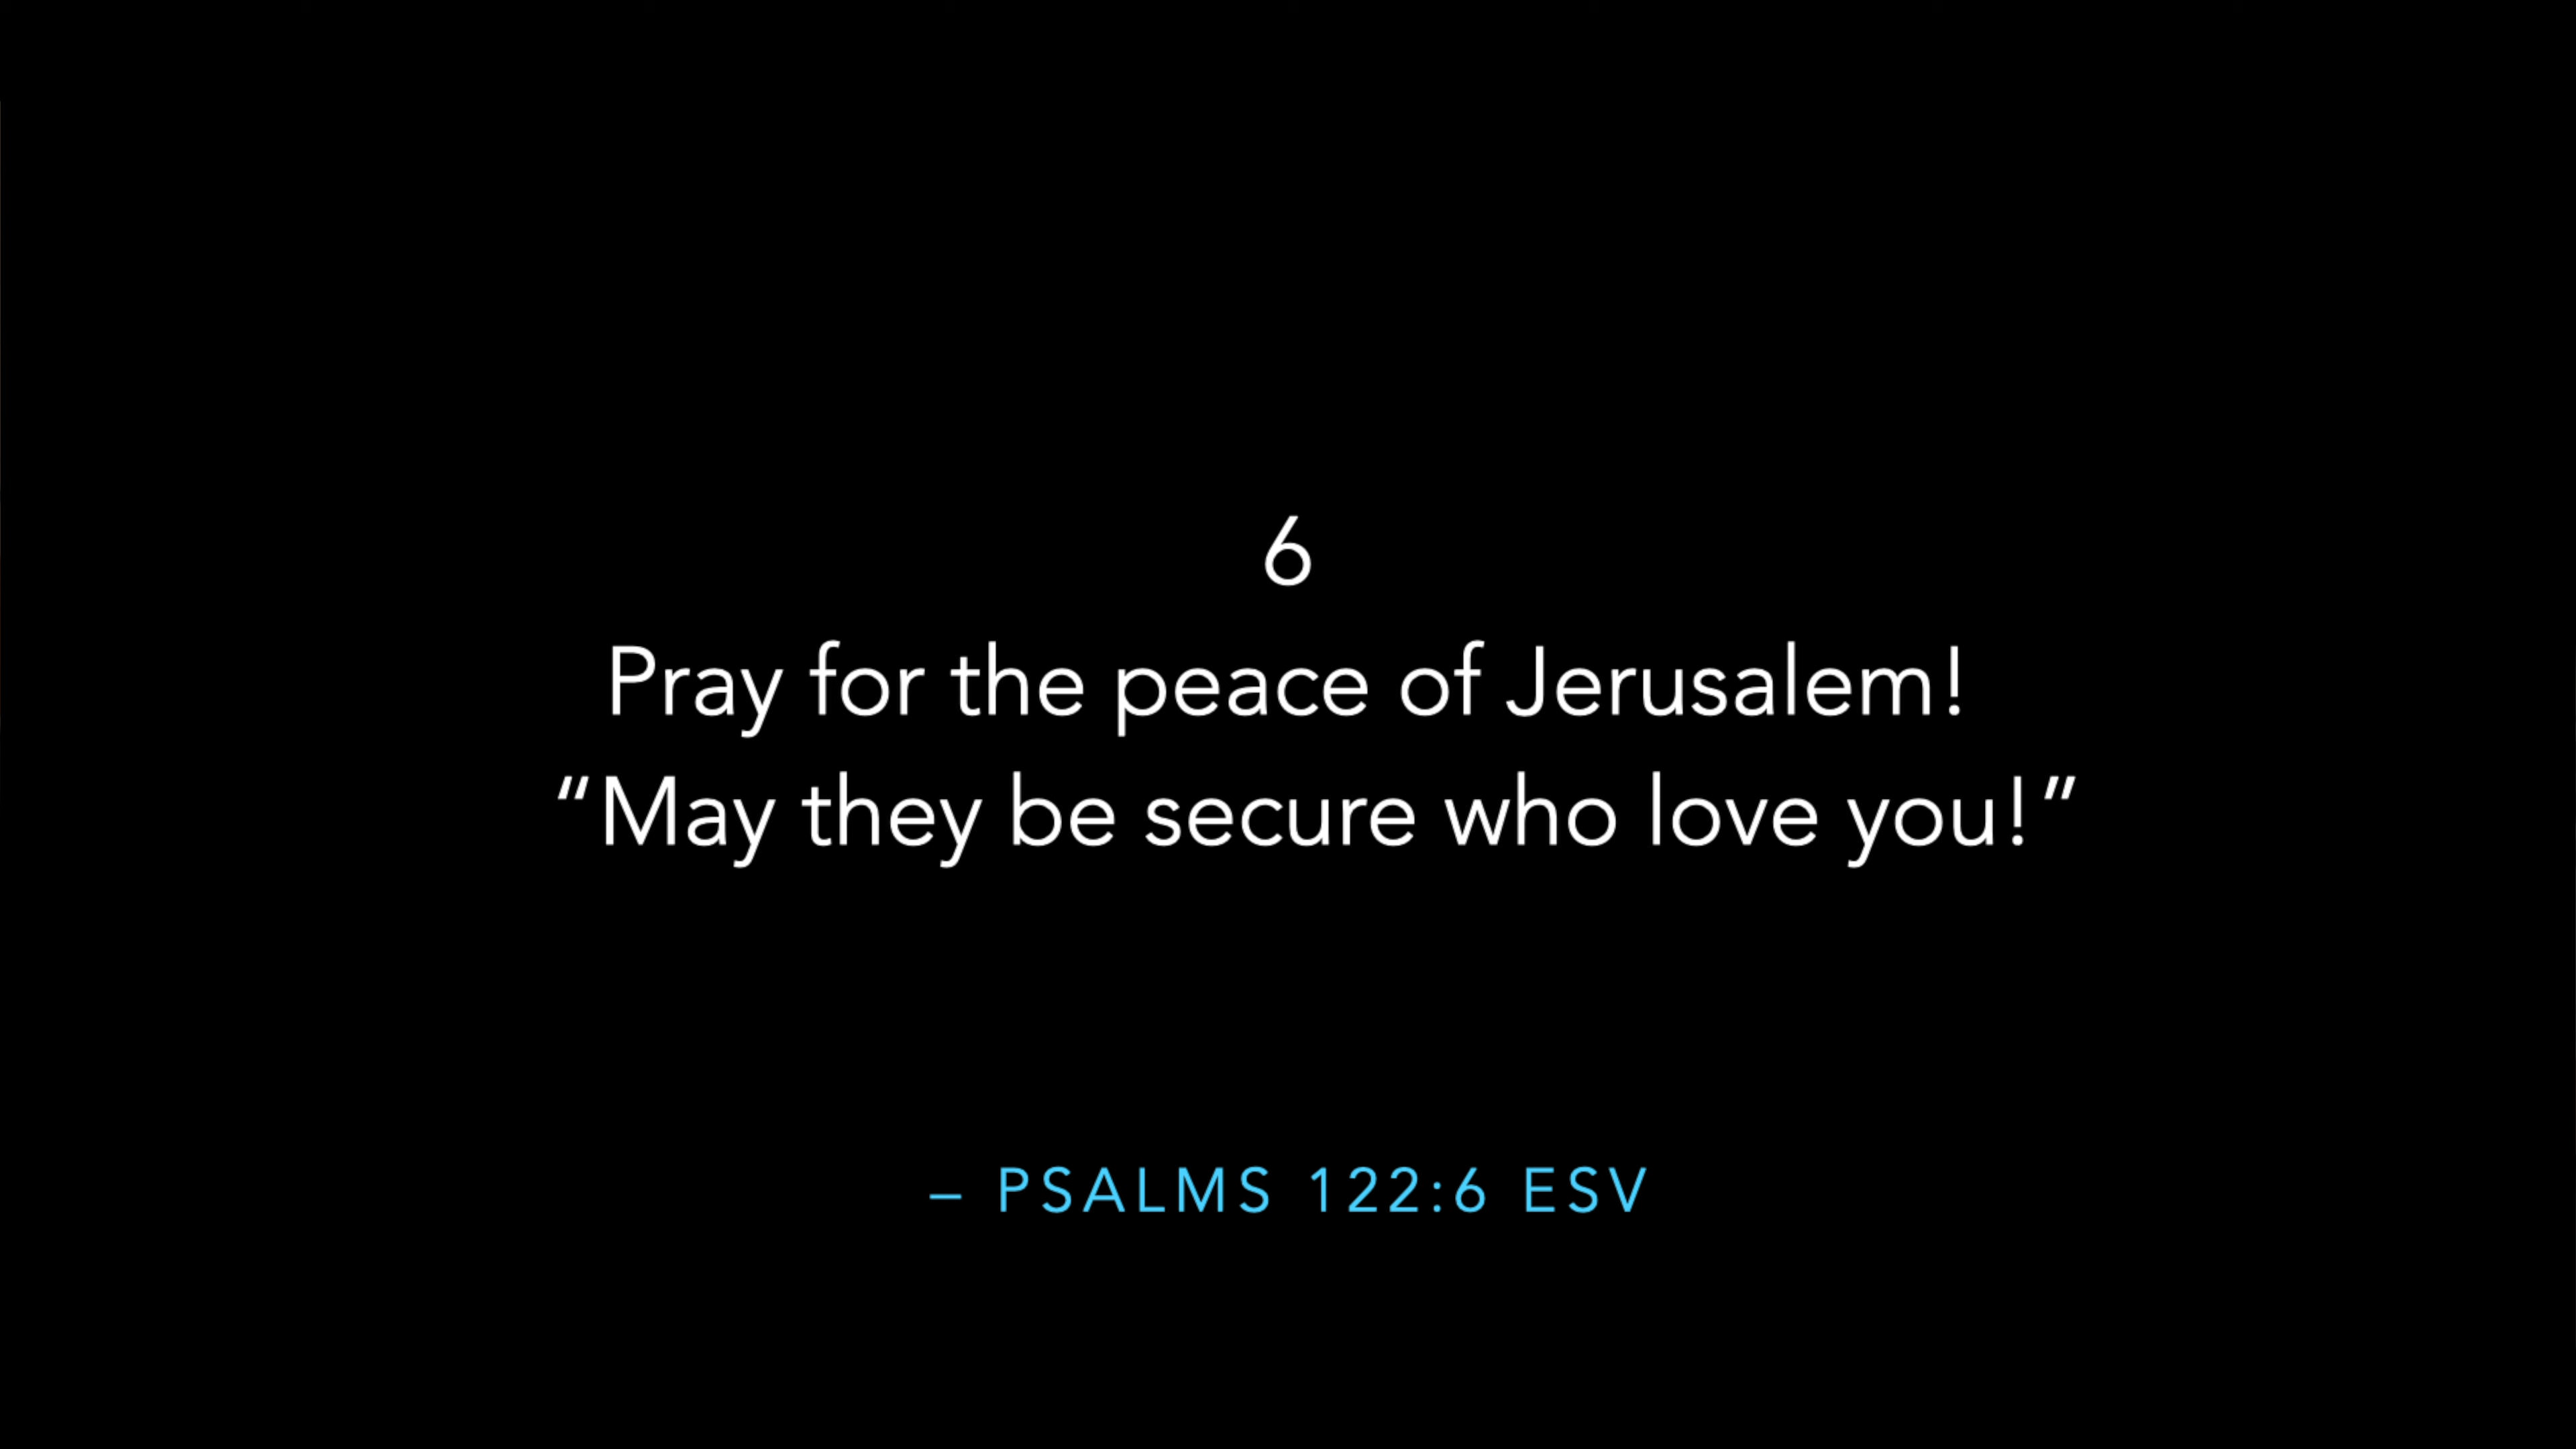 6
Pray for the peace of Jerusalem!
“May they be secure who love you!”
– PSALMS 122:6 ESV